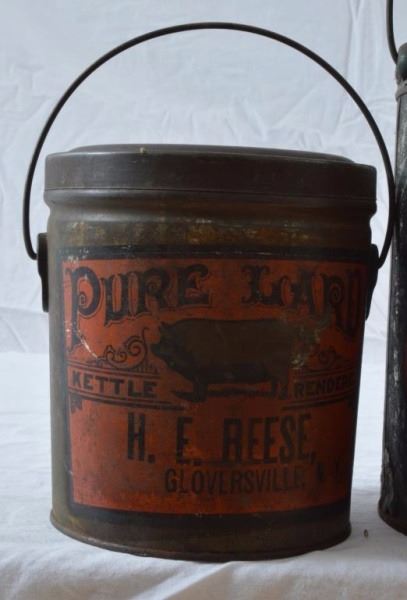 PURE LARD
KETTLE RENDERED
H. E. REESE,
GLOVERSVILLE, N.Y.